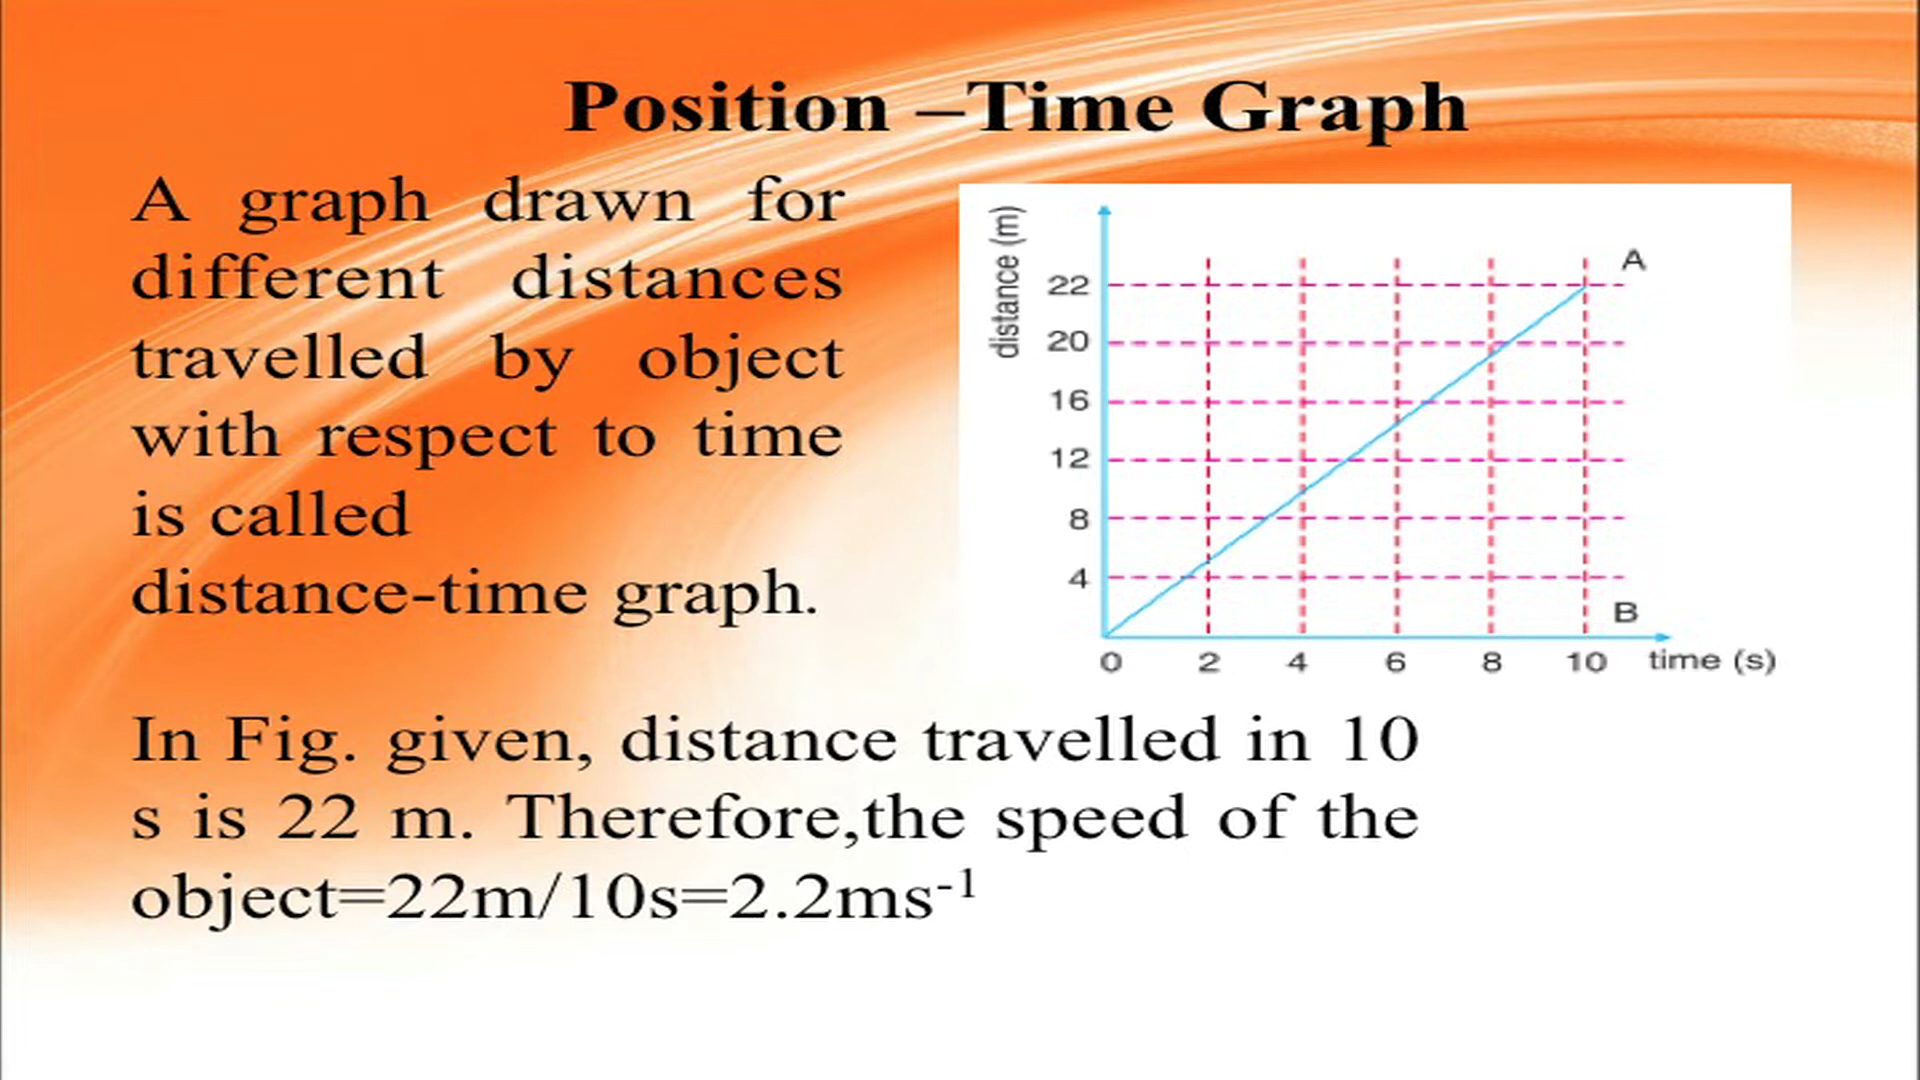 Position –Time Graph
A graph drawn for
different distances
travelled by object
with respect to time
is called
distance-time graph.
distance (m)
22
20
16
12
8
4
A
B
0 2 4 6 8 10 time (s)
In Fig. given, distance travelled in 10
s is 22 m. Therefore,the speed of the
object=22m/10s=2.2ms⁻¹